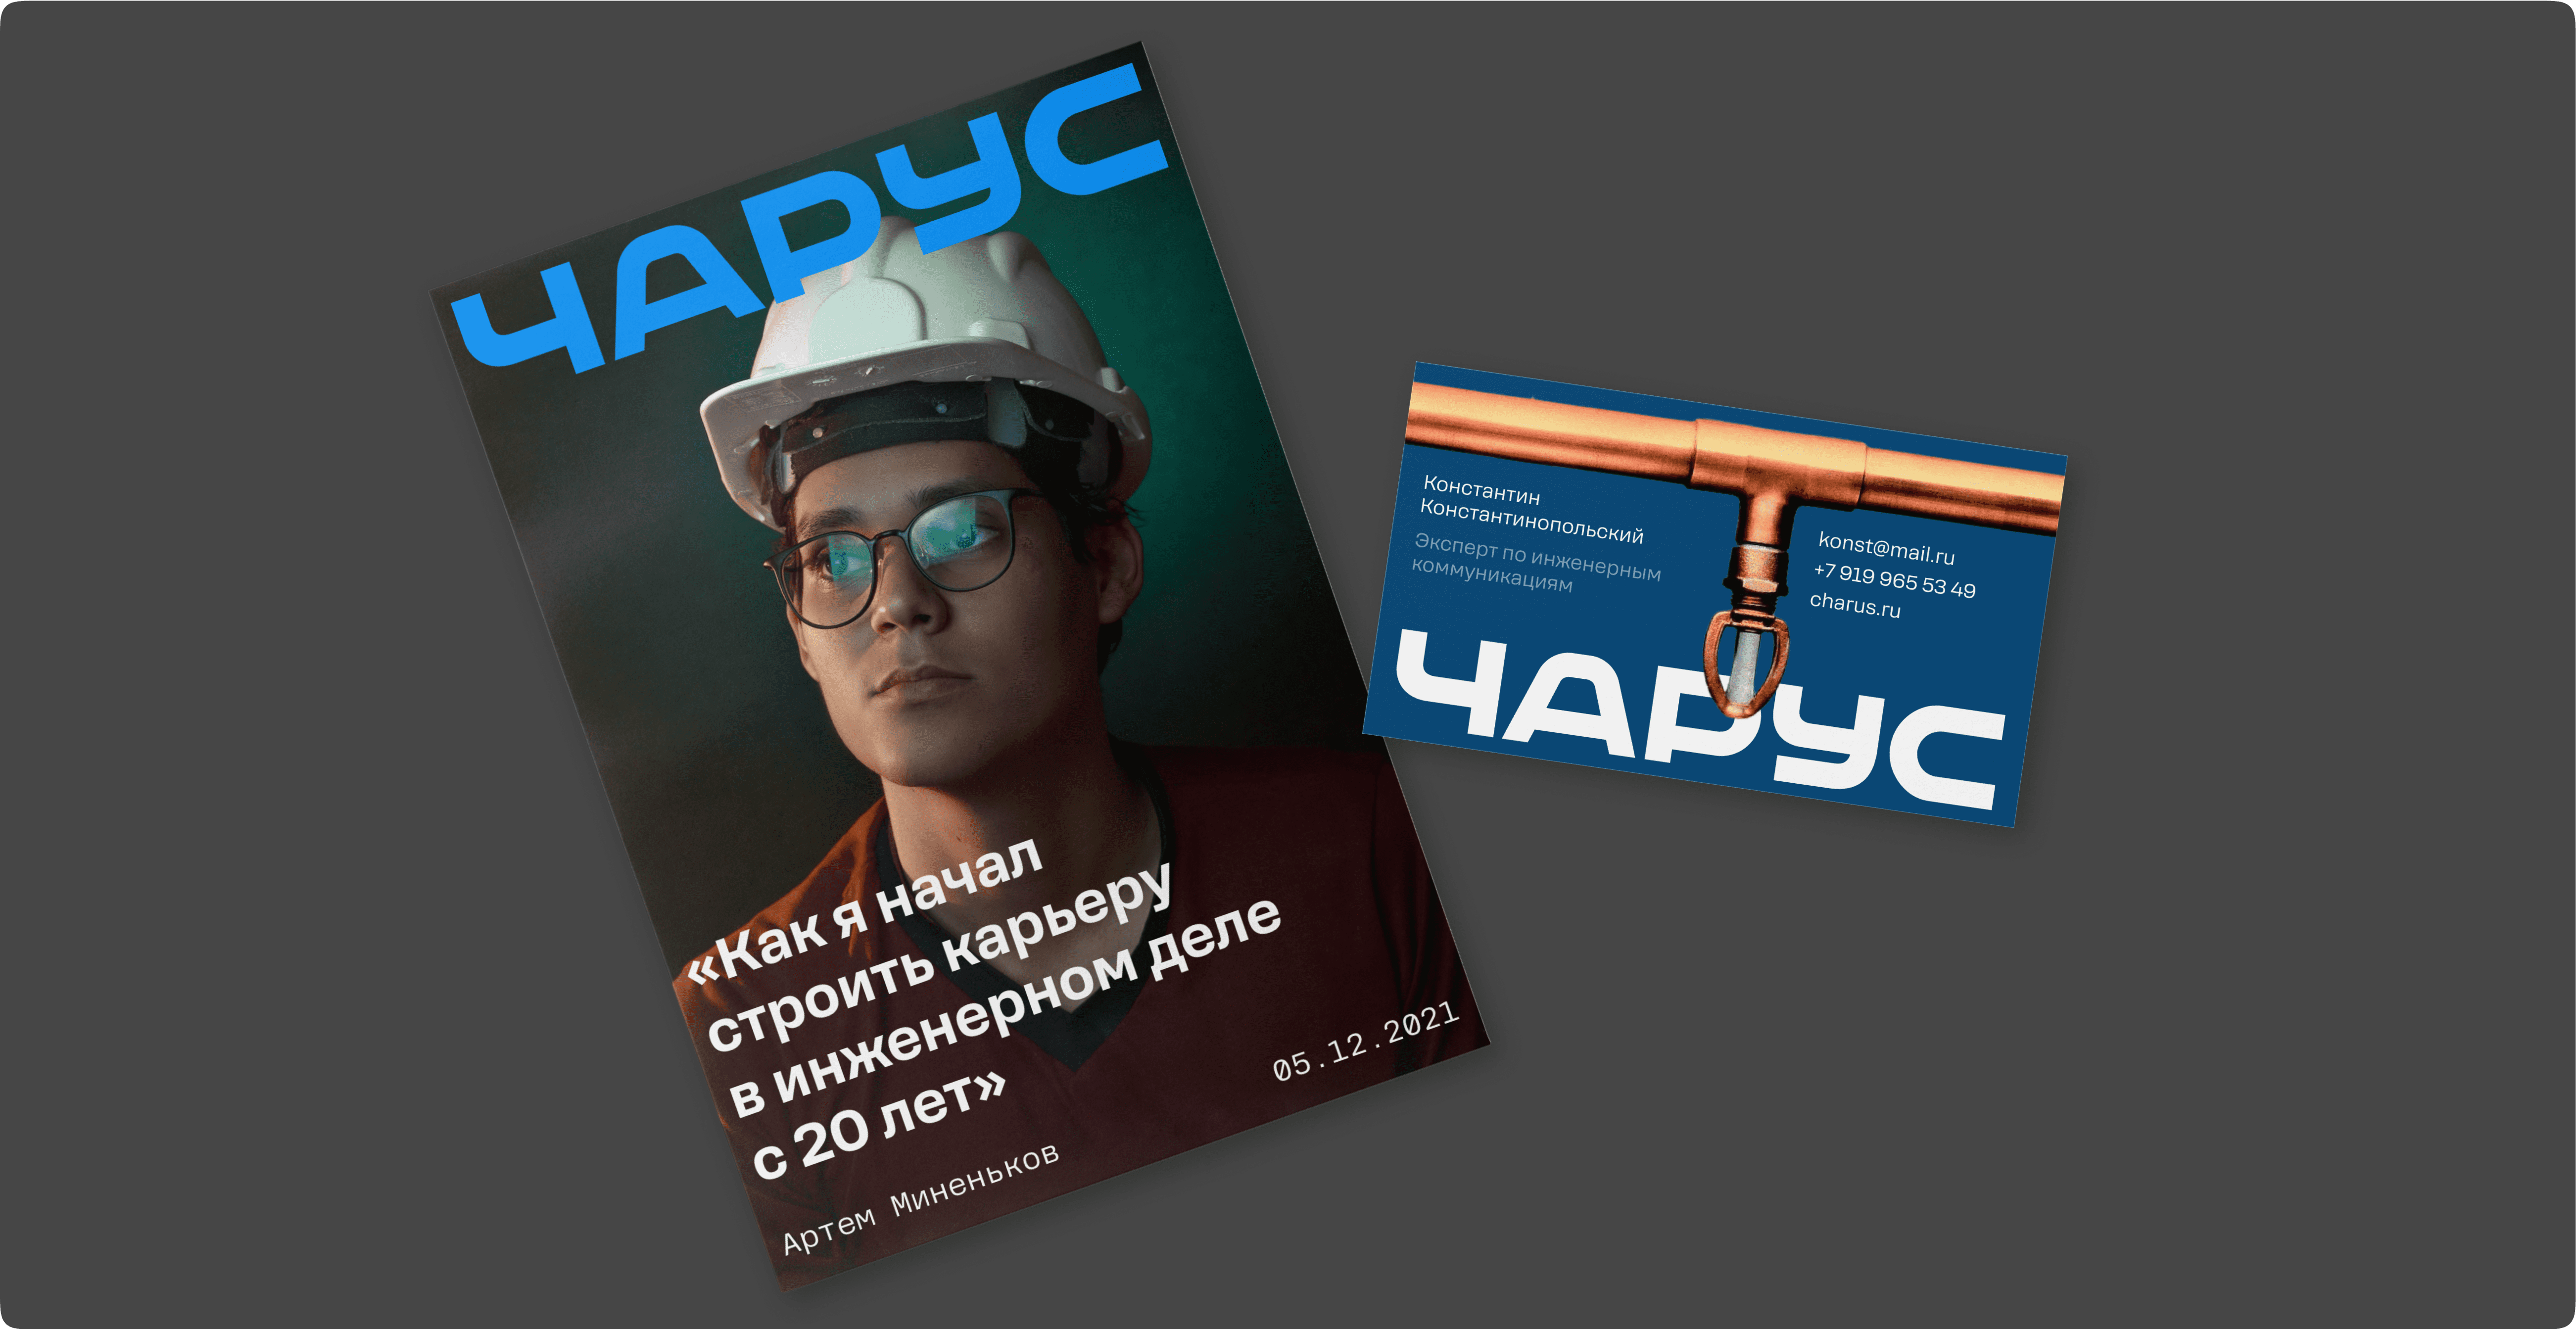 ЧАРУС
«Как я начал
строить карьеру
в инженерном деле
с 20 лет»
Артем Миненьков
05.12.2021
Константин
Константинопольский
Эксперт по инженерным
коммуникациям
konst@mail.ru
+7 919 965 53 49
charus.ru
ЧАРУС